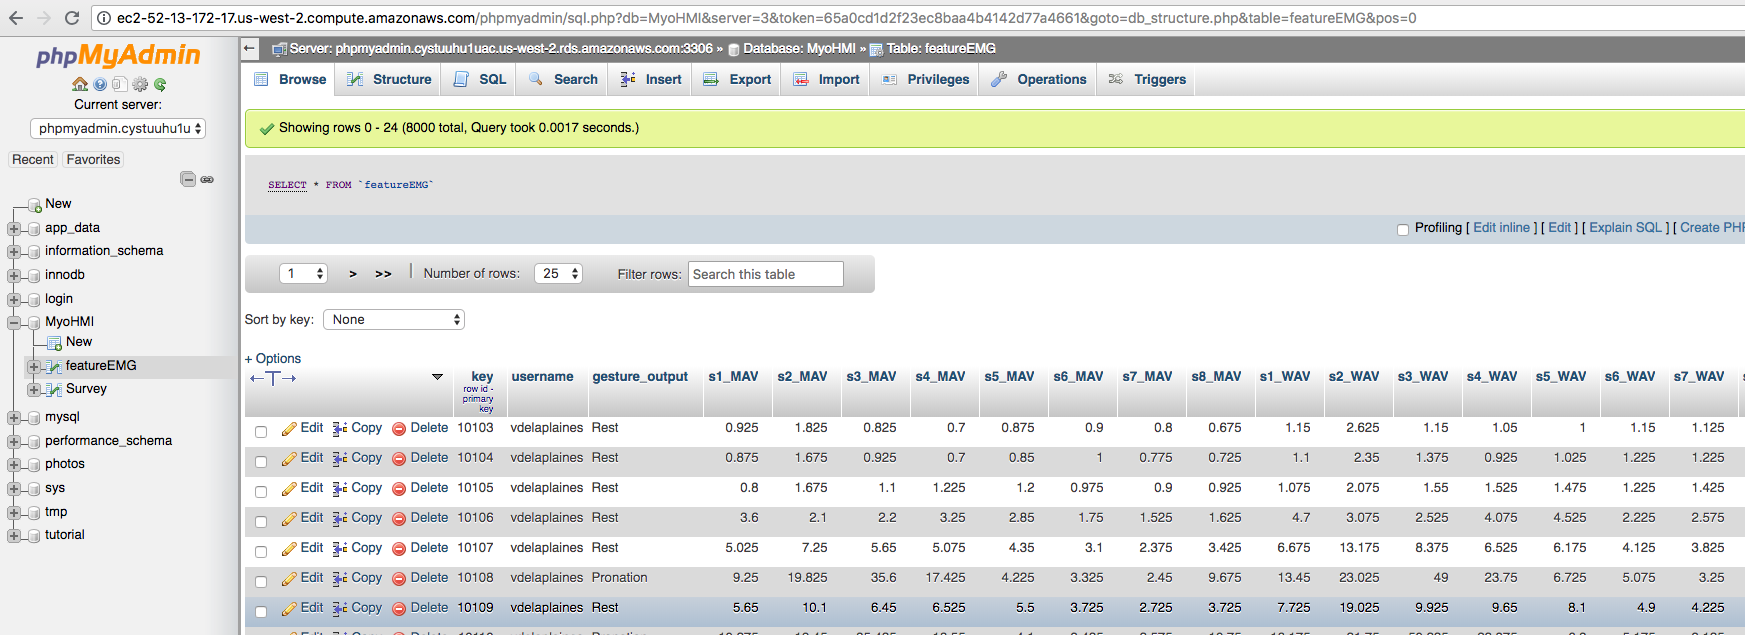 ec2-52-13-172-17.us-west-2.compute.amazonaws.com/phpmyadmin/sql.php?db=MyoHMI&server=3&token=65a0cd1d2f23ec8baa4b4142d77a4661&goto=db_structure.php&table=featureEMG&pos=0
phpMyAdmin
Current server:
phpmyadmin.cystuuhu1u
Recent Favorites
New
app_data
information_schema
innodb
login
MyoHMI
New
featureEMG
Survey
mysql
performance_schema
photos
sys
tmp
tutorial
Server: phpmyadmin.cystuuhu1uac.us-west-2.rds.amazonaws.com:3306 » Database: MyoHMI » Table: featureEMG
Browse Structure SQL Search Insert Export Import Privileges Operations Triggers
Showing rows 0 - 24 (8000 total, Query took 0.0017 seconds.)
SELECT * FROM `featureEMG`
Profiling [ Edit inline ] [ Edit ] [ Explain SQL ] [ Create PHP
1 > >> | Number of rows: 25 Filter rows: Search this table
Sort by key: None
+ Options
←T→ key username gesture_output s1_MAV s2_MAV s3_MAV s4_MAV s5_MAV s6_MAV s7_MAV s8_MAV s1_WAV s2_WAV s3_WAV s4_WAV s5_WAV s6_WAV s7_WAV
row id -
primary
key
Edit Copy Delete 10103 vdelaplaines Rest 0.925 1.825 0.825 0.7 0.875 0.9 0.8 0.675 1.15 2.625 1.15 1.05 1 1.15 1.125
Edit Copy Delete 10104 vdelaplaines Rest 0.875 1.675 0.925 0.7 0.85 1 0.775 0.725 1.1 2.35 1.375 0.925 1.025 1.225 1.225
Edit Copy Delete 10105 vdelaplaines Rest 0.8 1.675 1.1 1.225 1.2 0.975 0.9 0.925 1.075 2.075 1.55 1.525 1.475 1.225 1.425
Edit Copy Delete 10106 vdelaplaines Rest 3.6 2.1 2.2 3.25 2.85 1.75 1.525 1.625 4.7 3.075 2.525 4.075 4.525 2.225 2.575
Edit Copy Delete 10107 vdelaplaines Rest 5.025 7.25 5.65 5.075 4.35 3.1 2.375 3.425 6.675 13.175 8.375 6.525 6.175 4.125 3.825
Edit Copy Delete 10108 vdelaplaines Pronation 9.25 19.825 35.6 17.425 4.225 3.325 2.45 9.675 13.45 23.025 49 23.75 6.725 5.075 3.25
Edit Copy Delete 10109 vdelaplaines Rest 5.65 10.1 6.45 6.525 5.5 3.725 2.725 3.725 7.725 19.025 9.925 9.65 8.1 4.9 4.225